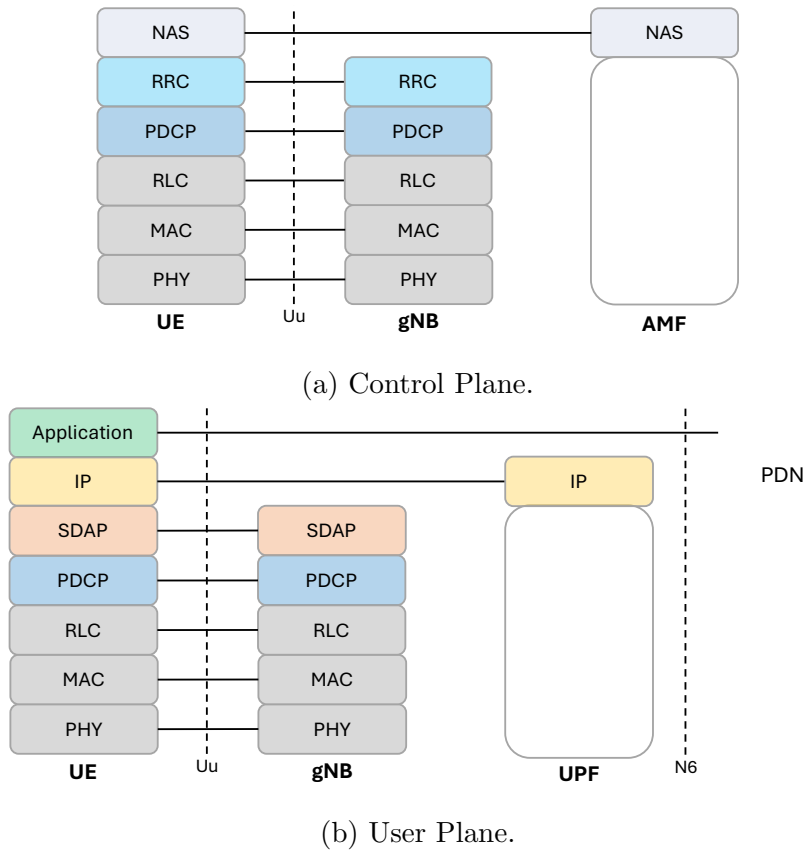 NAS NAS
RRC RRC
PDCP PDCP
RLC RLC
MAC MAC
PHY PHY
UE Uu gNB AMF
(a) Control Plane.
Application
IP IP PDN
SDAP SDAP
PDCP PDCP
RLC RLC
MAC MAC
PHY PHY
UE Uu gNB UPF N6
(b) User Plane.